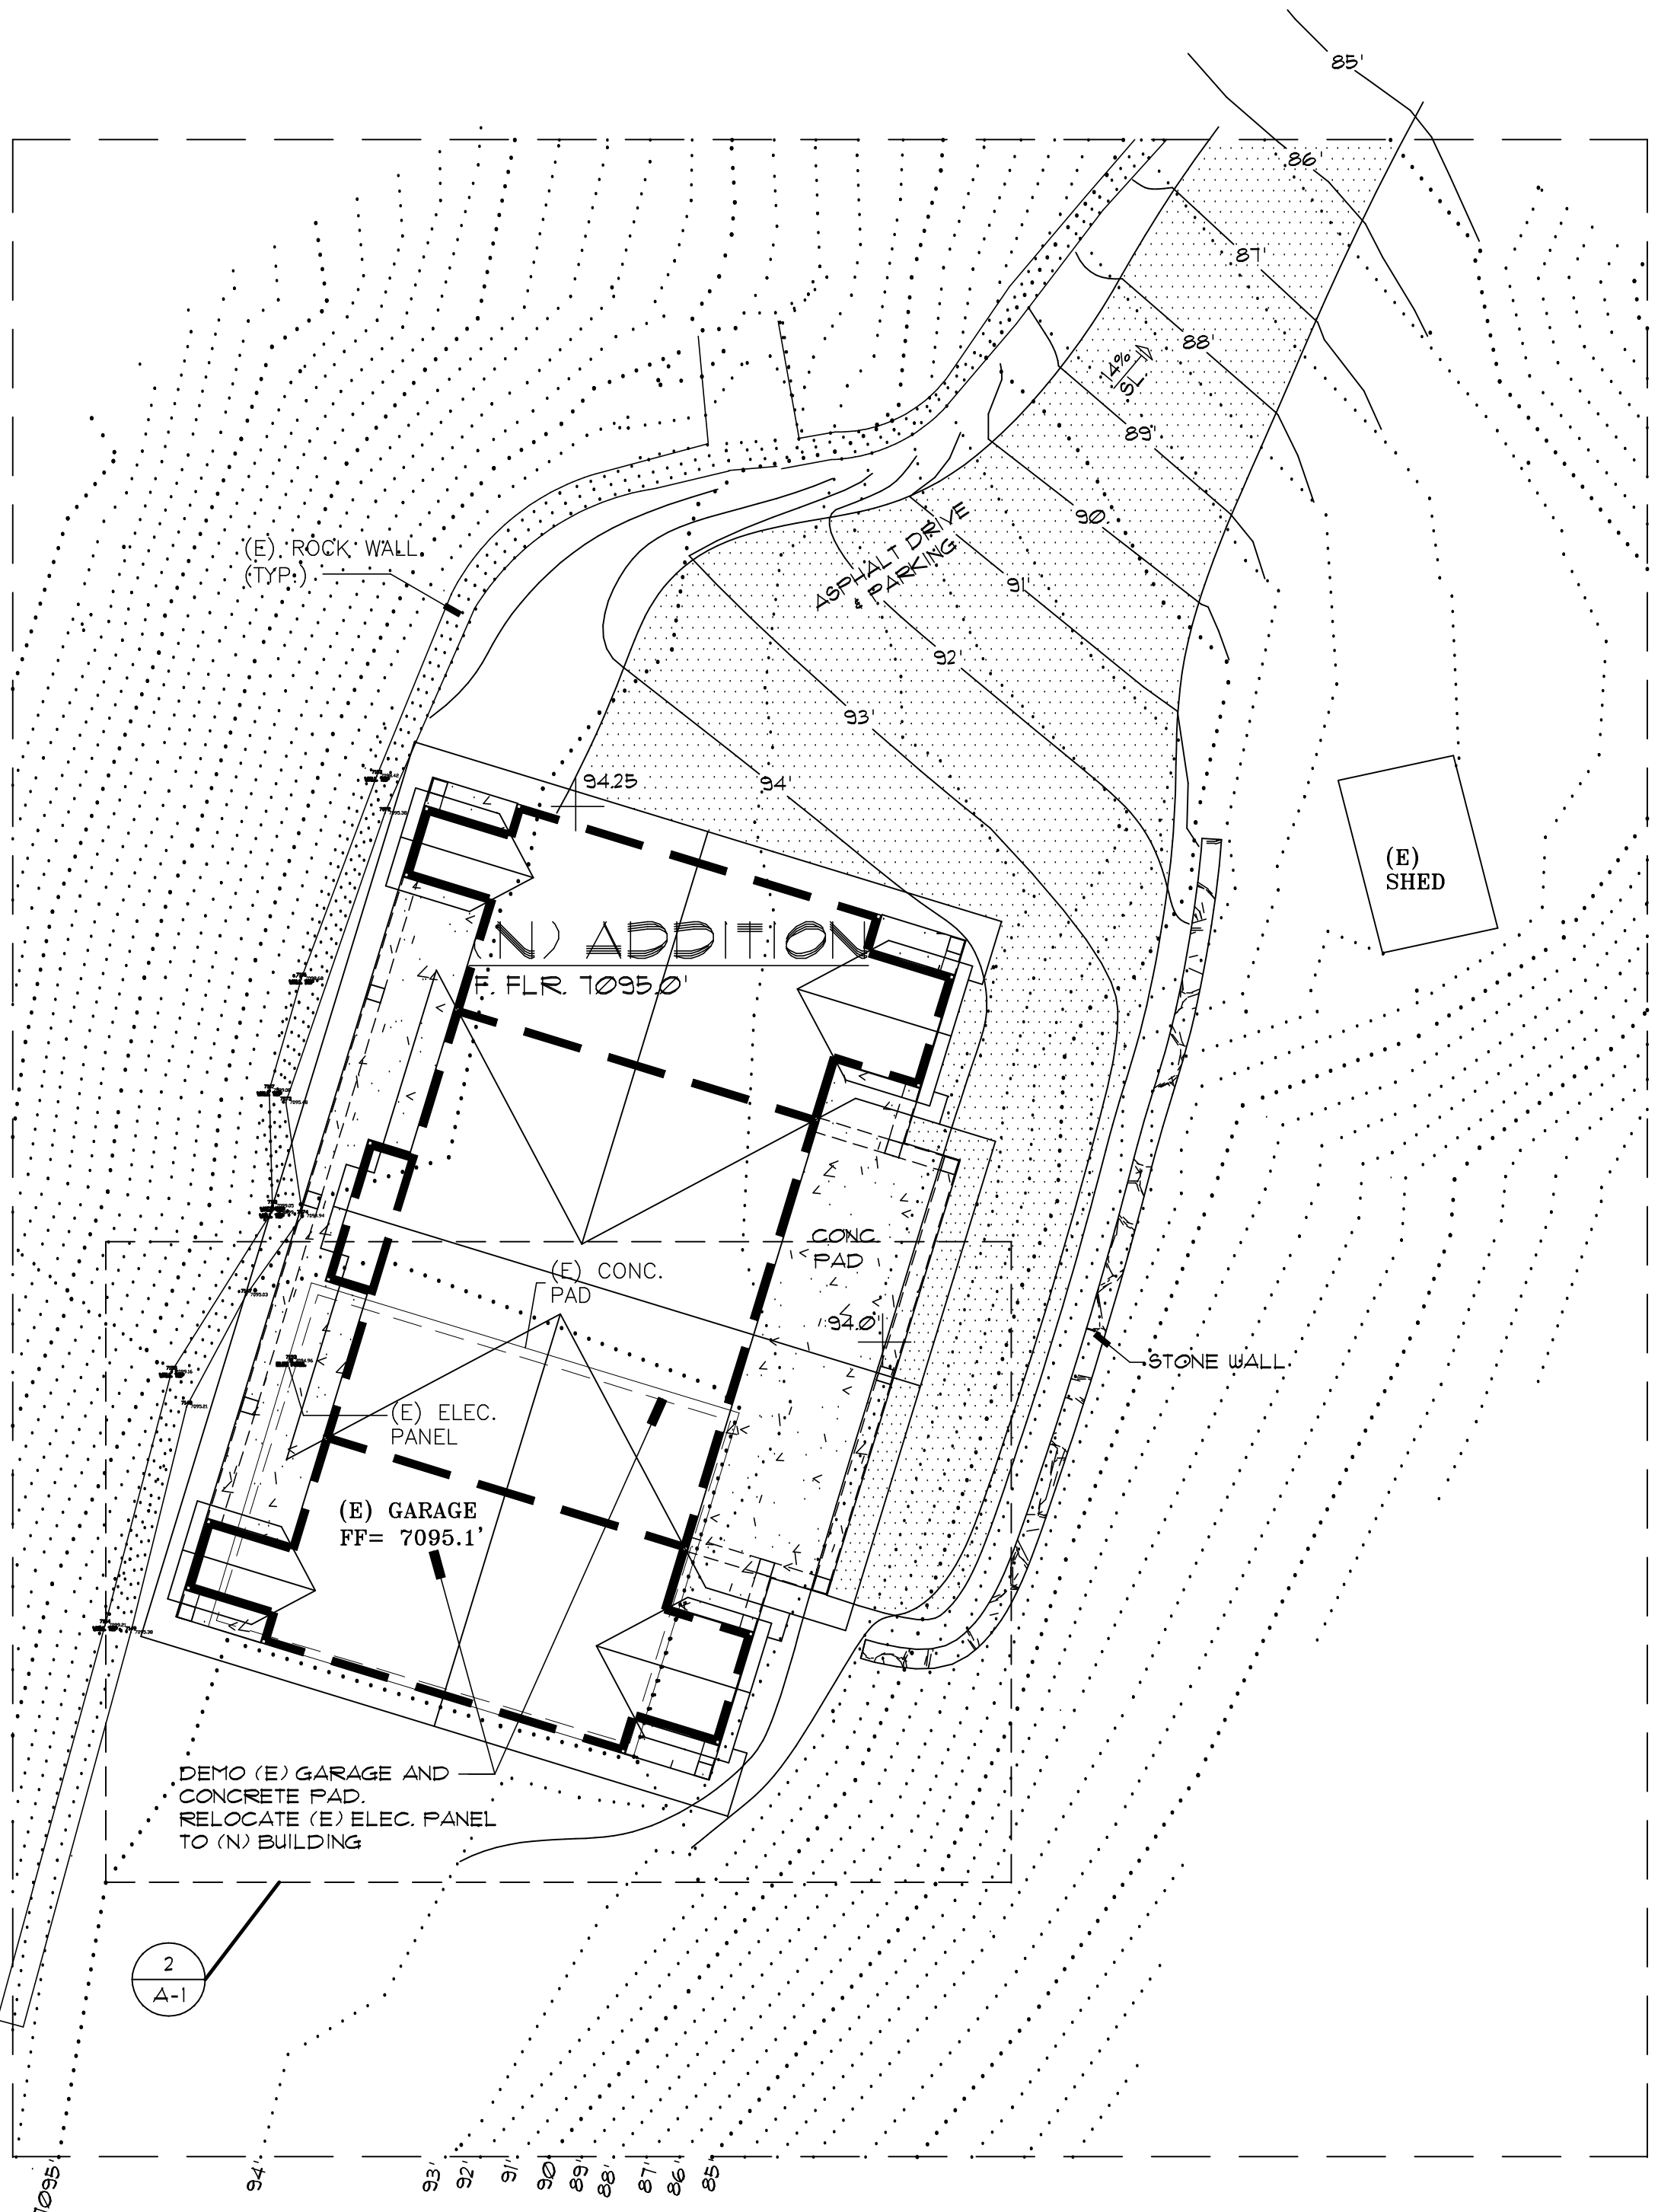 85'
86'
87'
88'
14%
SL.
89'
90'
ASPHALT DRIVE
& PARKING
91'
92'
93'
94'
(E) ROCK WALL
(TYP.)
94.25
(E)
SHED
(N) ADDITION
F. FLR. 7095.0'
CONC.
PAD
(E) CONC.
PAD
94.0'
STONE WALL
(E) ELEC.
PANEL
(E) GARAGE
FF= 7095.1'
DEMO (E) GARAGE AND
CONCRETE PAD.
RELOCATE (E) ELEC. PANEL
TO (N) BUILDING
2
A-1
7095'
94'
93'
92'
91'
90'
89'
88'
87'
86'
85'